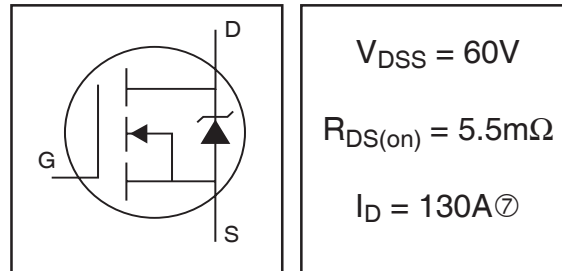 D
G
S
V_DSS = 60V
R_DS(on) = 5.5mΩ
I_D = 130A⑦